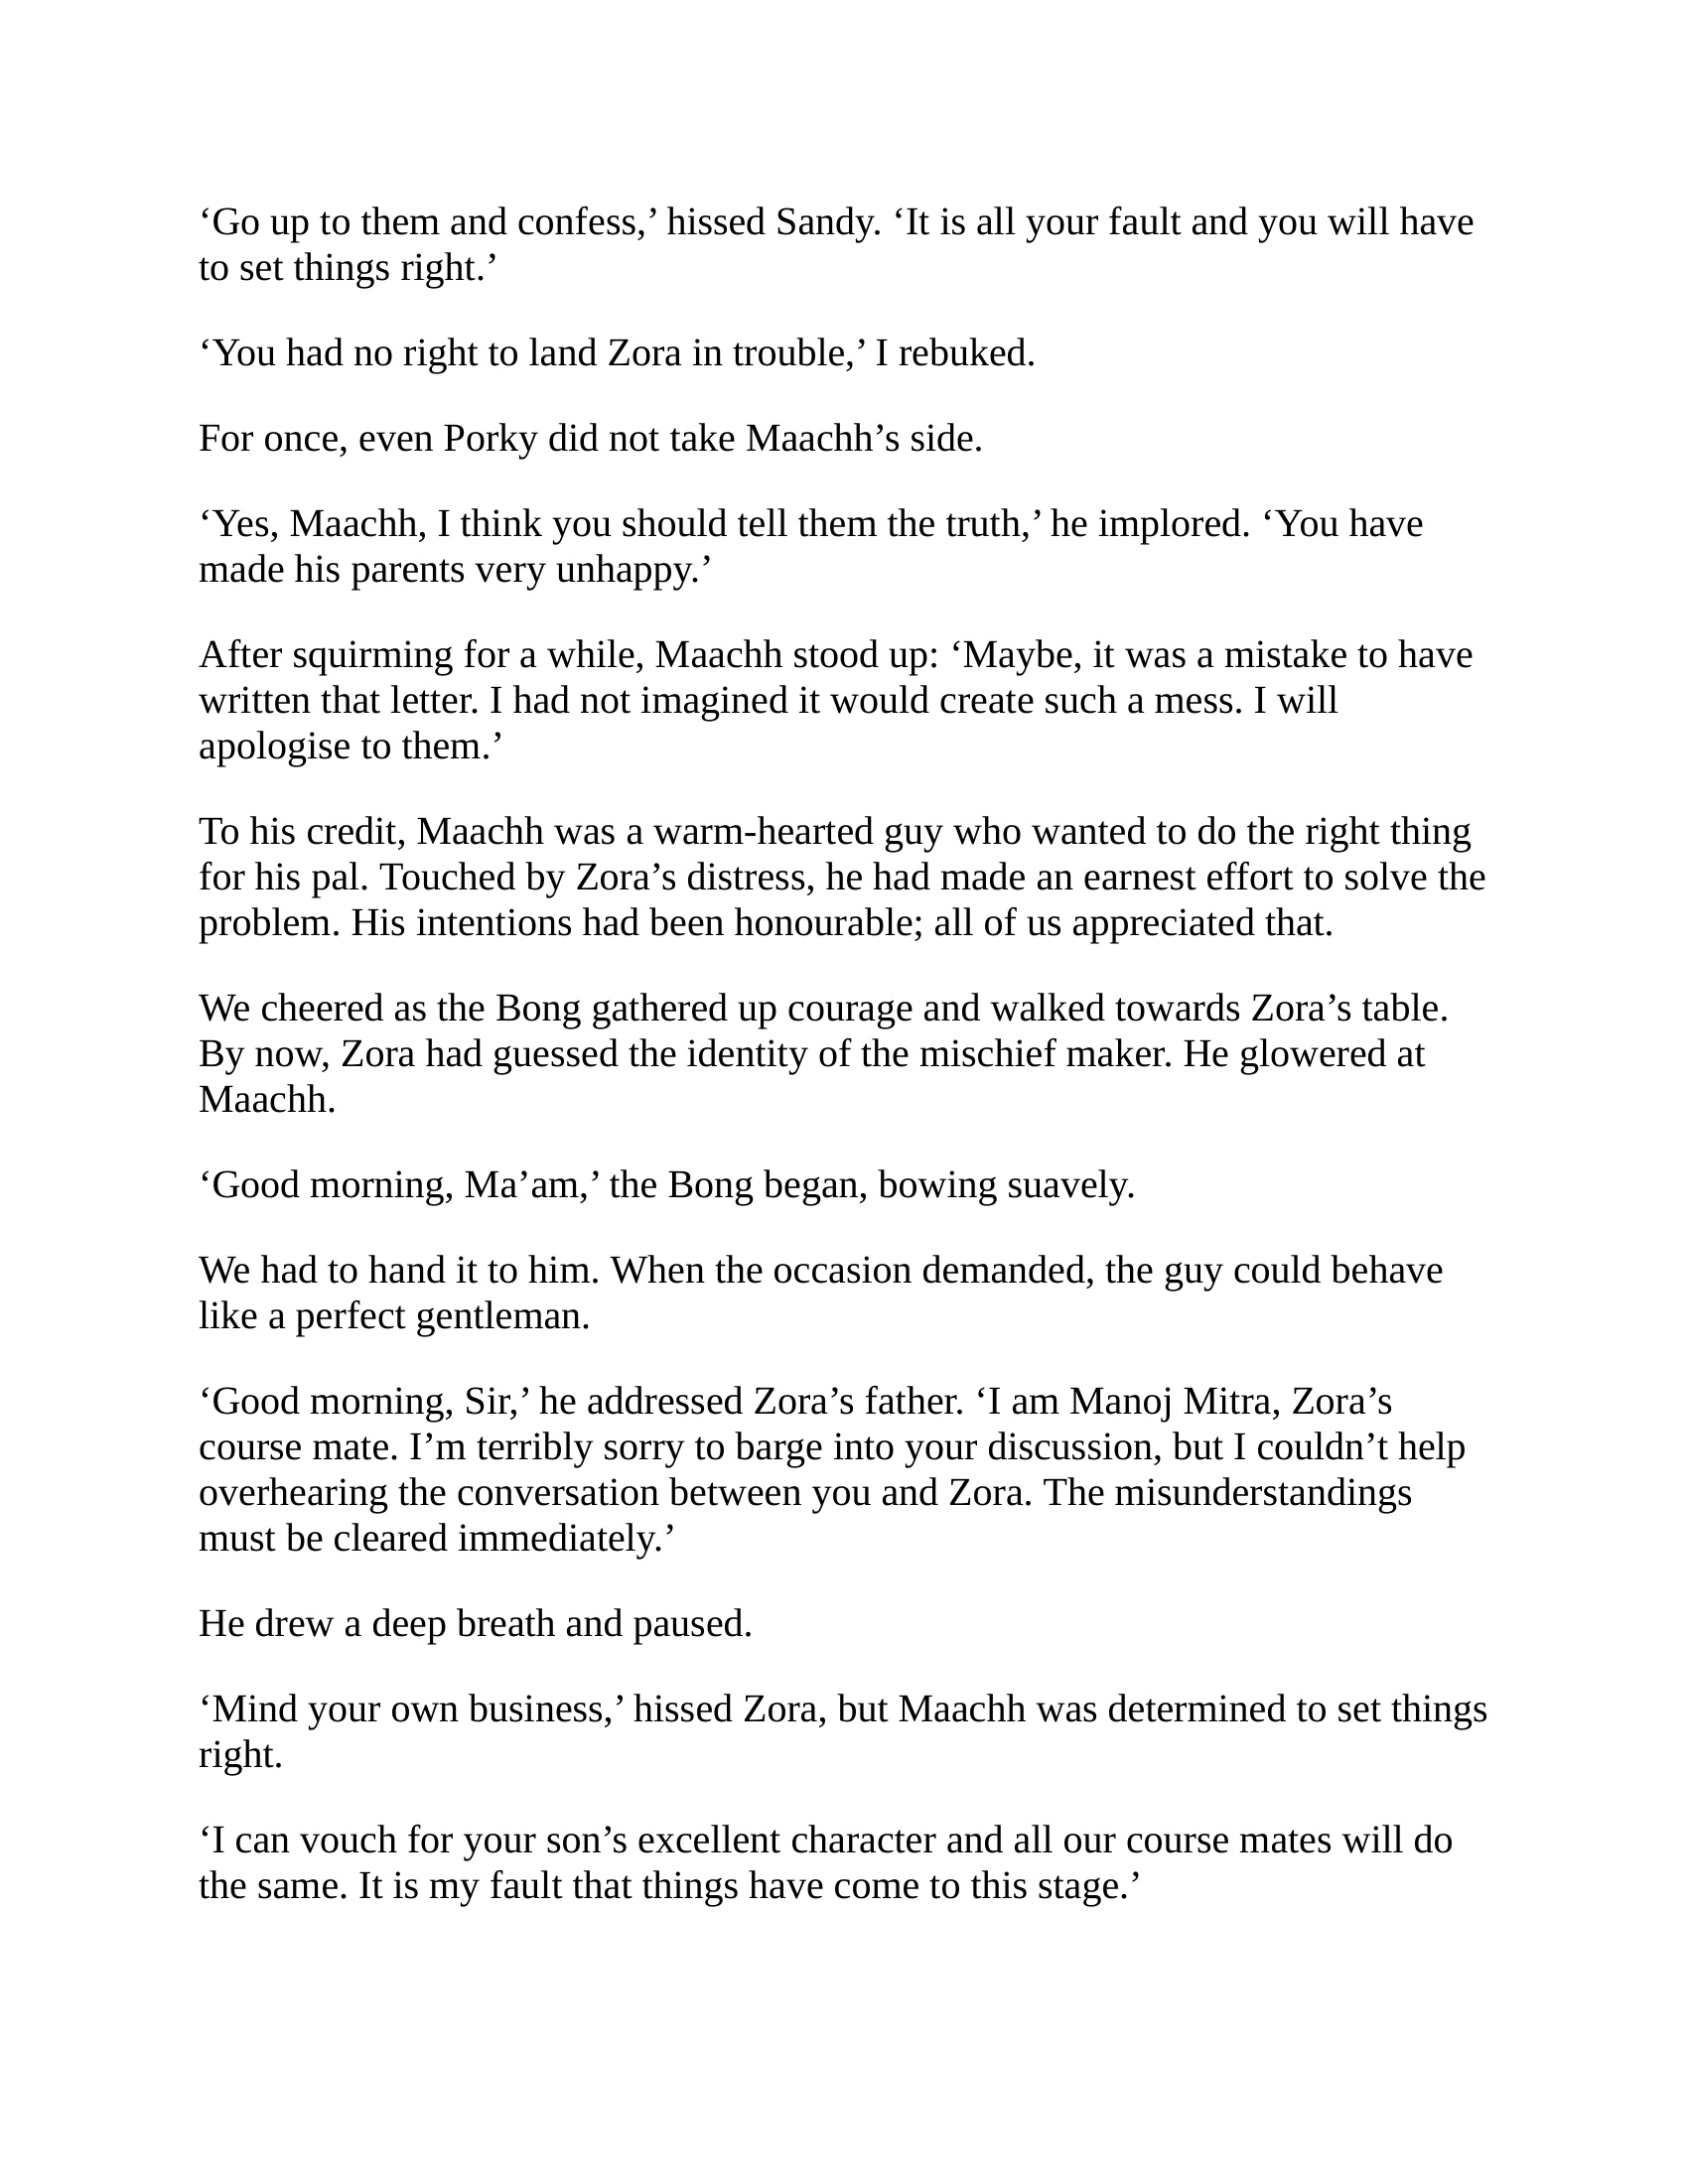 ‘Go up to them and confess,’ hissed Sandy. ‘It is all your fault and you will have
to set things right.’
‘You had no right to land Zora in trouble,’ I rebuked.
For once, even Porky did not take Maachh’s side.
‘Yes, Maachh, I think you should tell them the truth,’ he implored. ‘You have
made his parents very unhappy.’
After squirming for a while, Maachh stood up: ‘Maybe, it was a mistake to have
written that letter. I had not imagined it would create such a mess. I will
apologise to them.’
To his credit, Maachh was a warm-hearted guy who wanted to do the right thing
for his pal. Touched by Zora’s distress, he had made an earnest effort to solve the
problem. His intentions had been honourable; all of us appreciated that.
We cheered as the Bong gathered up courage and walked towards Zora’s table.
By now, Zora had guessed the identity of the mischief maker. He glowered at
Maachh.
‘Good morning, Ma’am,’ the Bong began, bowing suavely.
We had to hand it to him. When the occasion demanded, the guy could behave
like a perfect gentleman.
‘Good morning, Sir,’ he addressed Zora’s father. ‘I am Manoj Mitra, Zora’s
course mate. I’m terribly sorry to barge into your discussion, but I couldn’t help
overhearing the conversation between you and Zora. The misunderstandings
must be cleared immediately.’
He drew a deep breath and paused.
‘Mind your own business,’ hissed Zora, but Maachh was determined to set things
right.
‘I can vouch for your son’s excellent character and all our course mates will do
the same. It is my fault that things have come to this stage.’